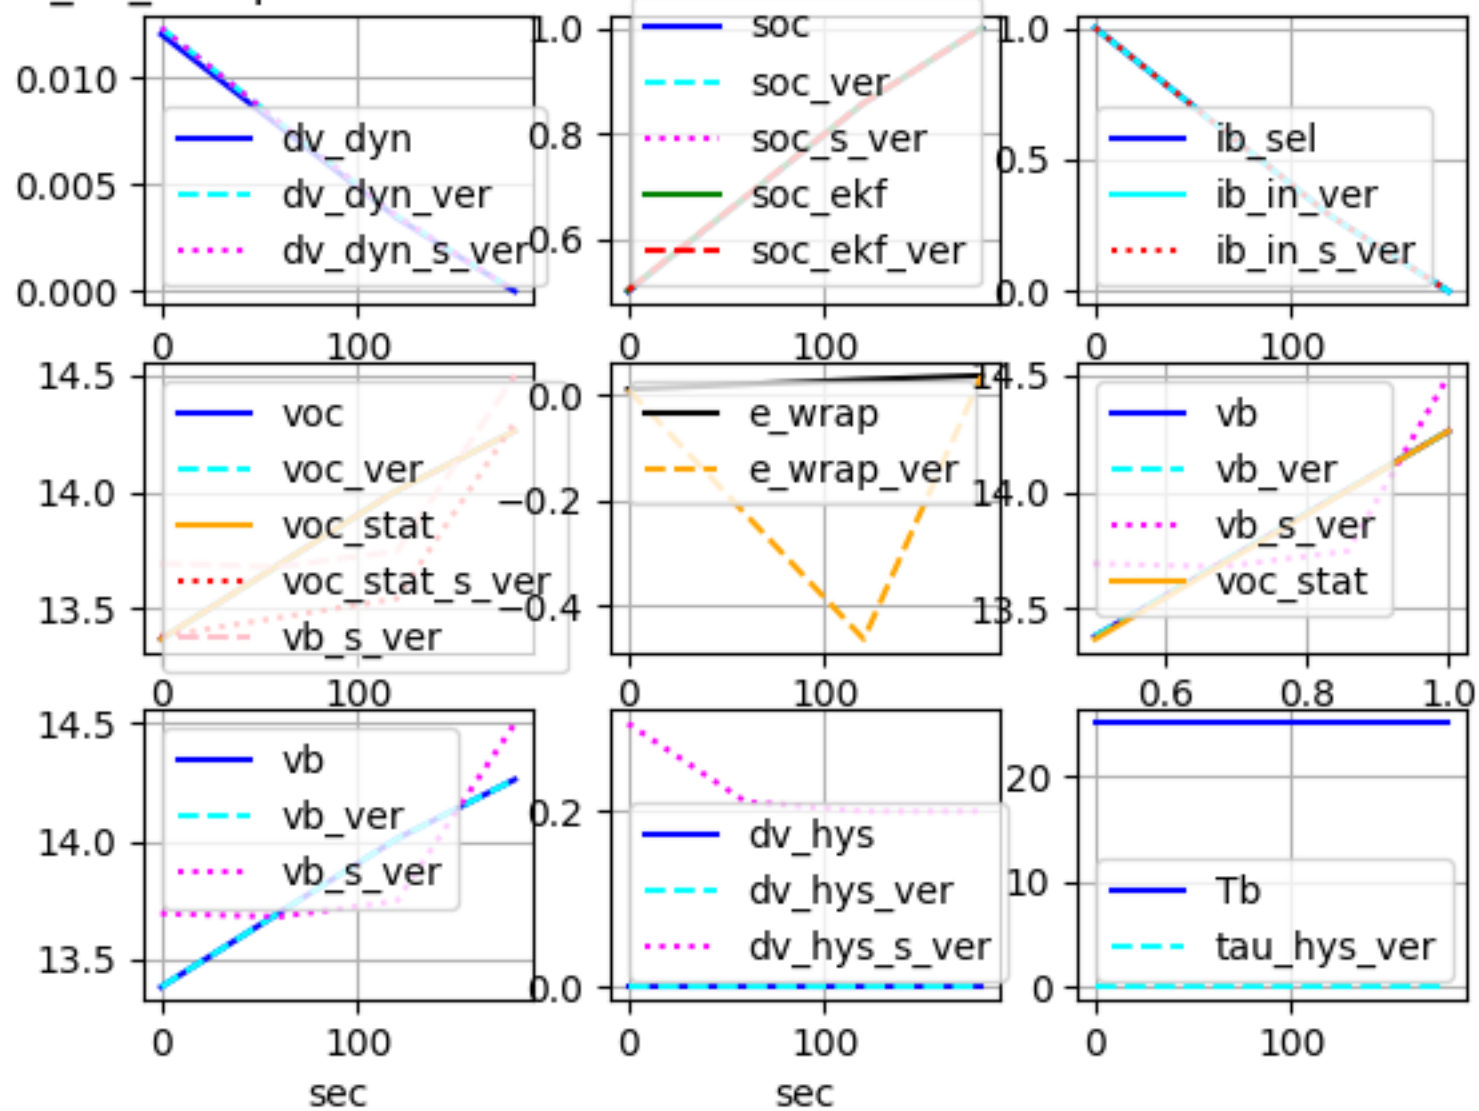 0.010
0.005
0.000
dv_dyn
dv_dyn_ver
dv_dyn_s_ver
0 100
1.0
0.8
0.6
soc
soc_ver
soc_s_ver
soc_ekf
soc_ekf_ver
0 100
1.0
0.5
0.0
ib_sel
ib_in_ver
ib_in_s_ver
0 100
14.5
14.0
13.5
voc
voc_ver
voc_stat
voc_stat_s_ver
vb_s_ver
0 100
0.0
−0.2
−0.4
e_wrap
e_wrap_ver
0 100
14.5
14.0
13.5
vb
vb_ver
vb_s_ver
voc_stat
0.6 0.8 1.0
14.5
14.0
13.5
vb
vb_ver
vb_s_ver
0 100
sec
0.2
0.0
dv_hys
dv_hys_ver
dv_hys_s_ver
0 100
sec
20
10
0
Tb
tau_hys_ver
0 100